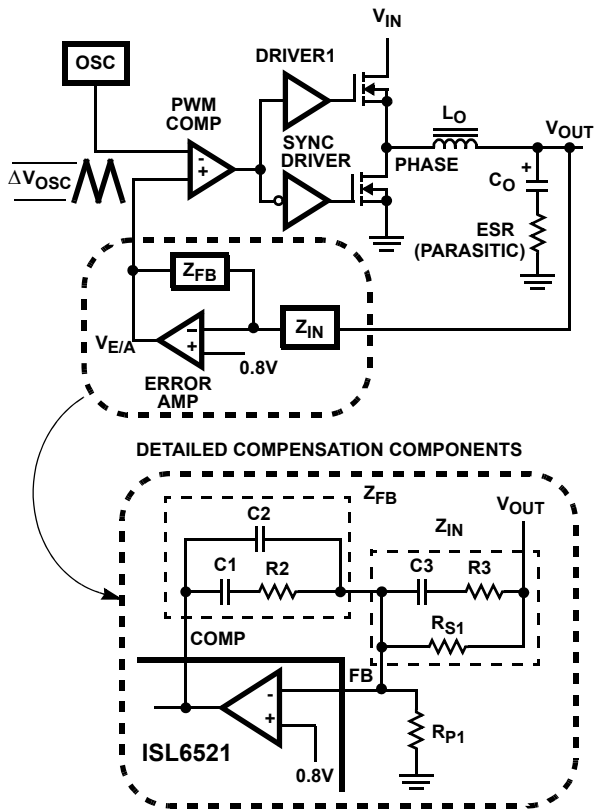 V_IN
OSC
DRIVER1
PWM
COMP
L_O
V_OUT
SYNC
DRIVER
-
+
PHASE
+
C_O
ΔV_OSC
ESR
(PARASITIC)
Z_FB
Z_IN
V_E/A
-
+
0.8V
ERROR
AMP
DETAILED COMPENSATION COMPONENTS
Z_FB
V_OUT
C2
Z_IN
C1
R2
C3
R3
R_S1
COMP
FB
-
+
R_P1
ISL6521
0.8V